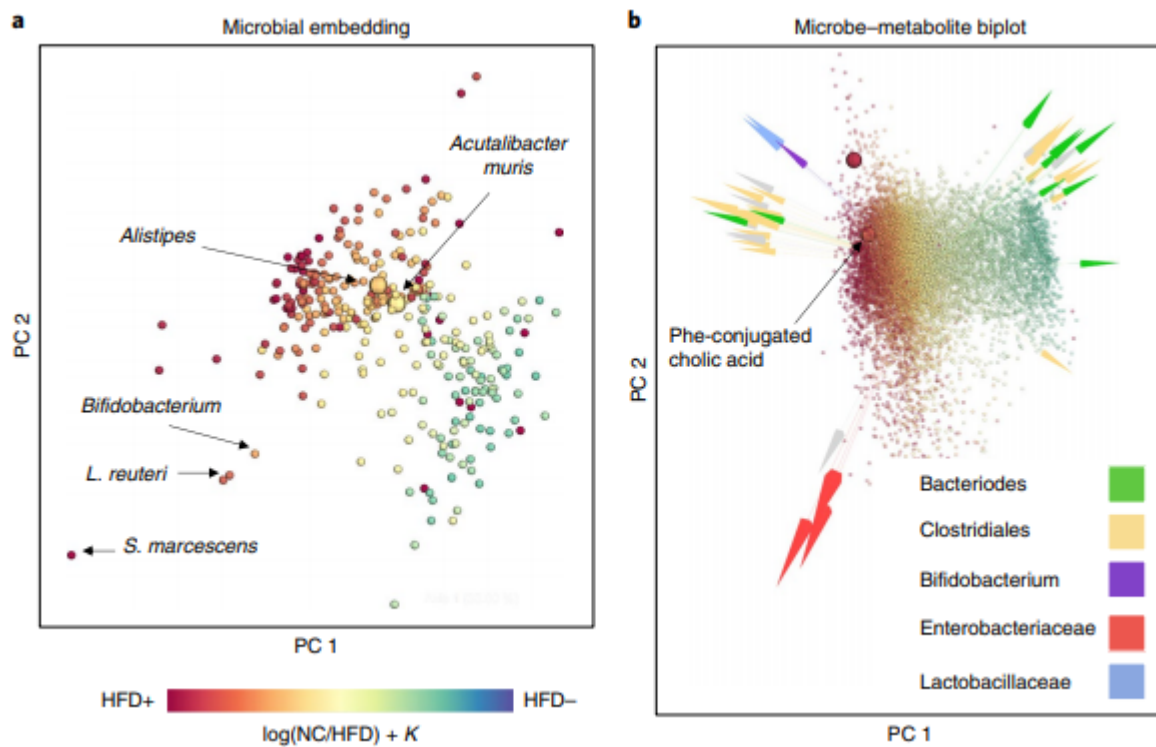 a
Microbial embedding
Acutalibacter
muris
Alistipes
Bifidobacterium
L. reuteri
S. marcescens
PC 2
PC 1
HFD+
HFD–
log(NC/HFD) + K
b
Microbe–metabolite biplot
Phe-conjugated
cholic acid
PC 2
Bacteriodes
Clostridiales
Bifidobacterium
Enterobacteriaceae
Lactobacillaceae
PC 1